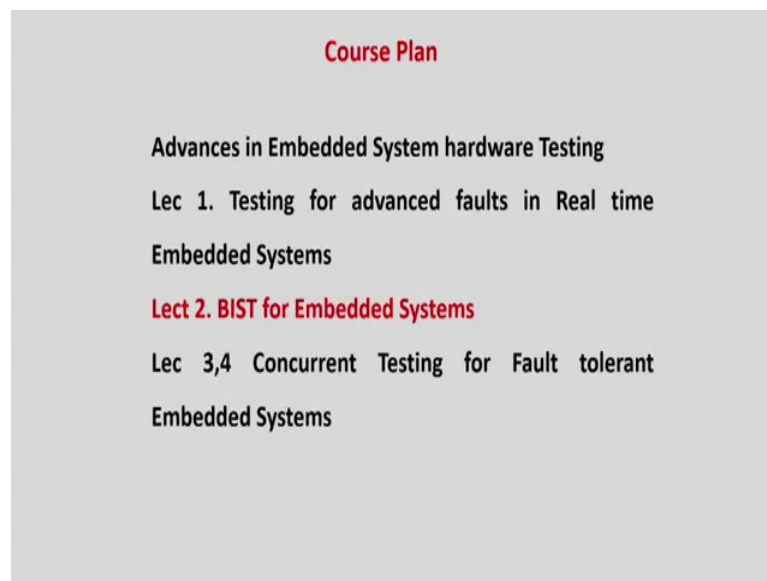 Course Plan
Advances in Embedded System hardware Testing
Lec 1. Testing for advanced faults in Real time
Embedded Systems
Lect 2. BIST for Embedded Systems
Lec 3,4 Concurrent Testing for Fault tolerant
Embedded Systems